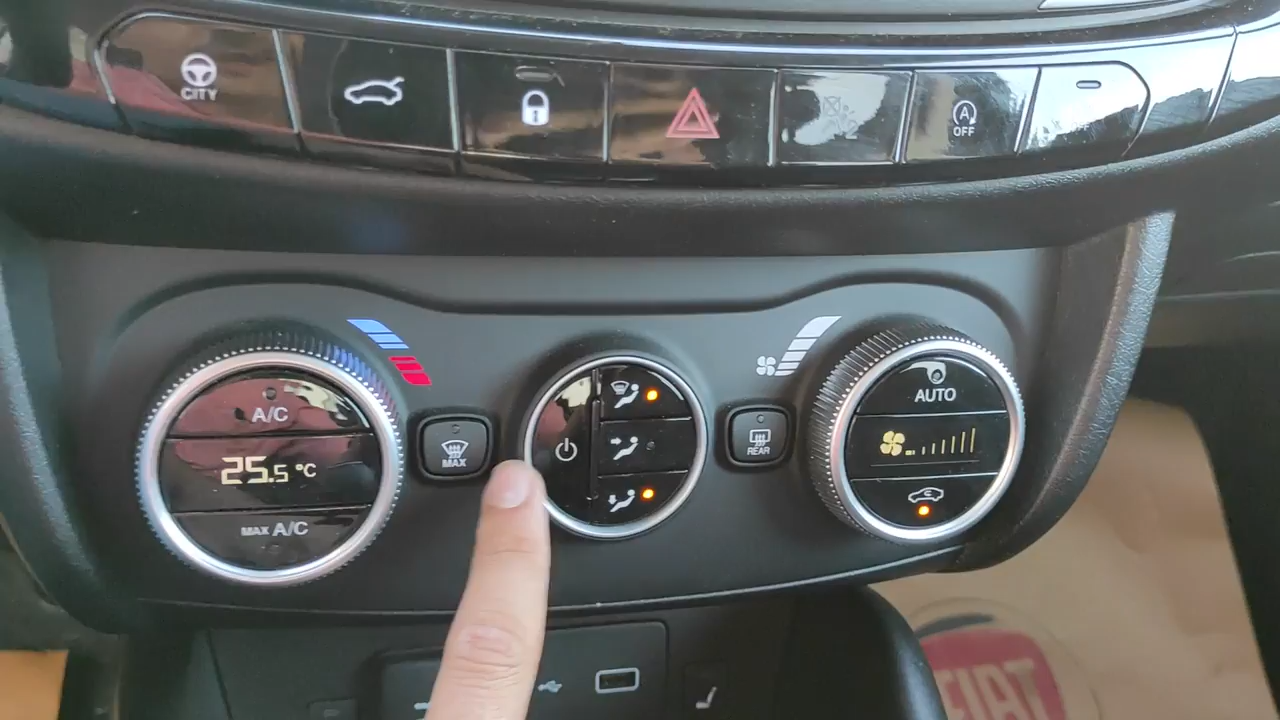 CITY
OFF
A/C
25.5 °C
MAX A/C
MAX
REAR
AUTO
FIAT